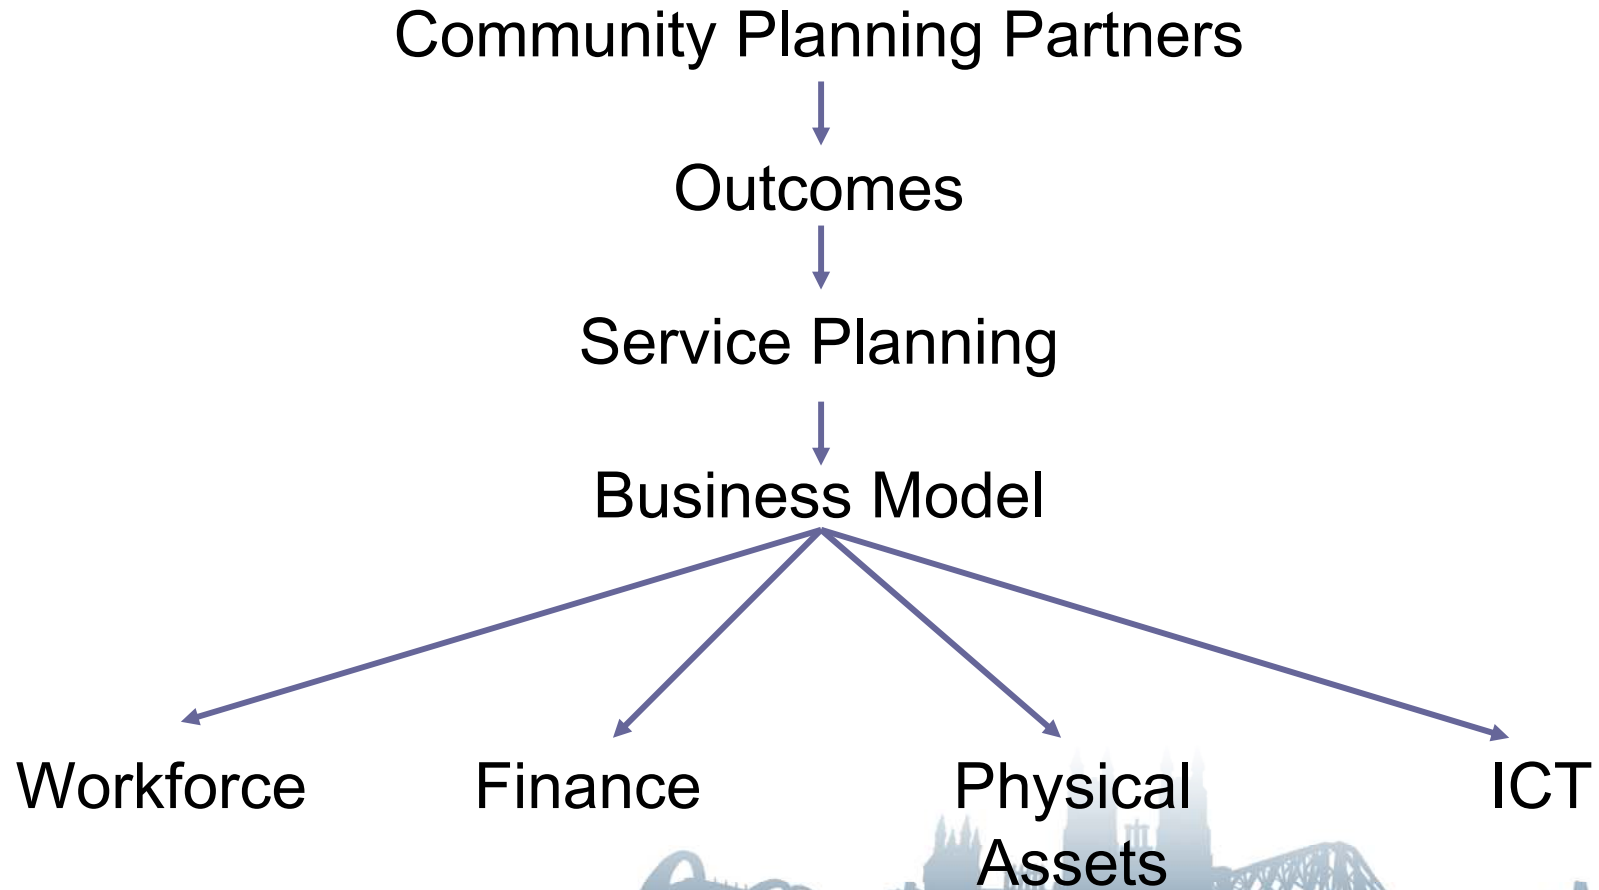 Community Planning Partners
Outcomes
Service Planning
Business Model
Workforce
Finance
Physical
Assets
ICT